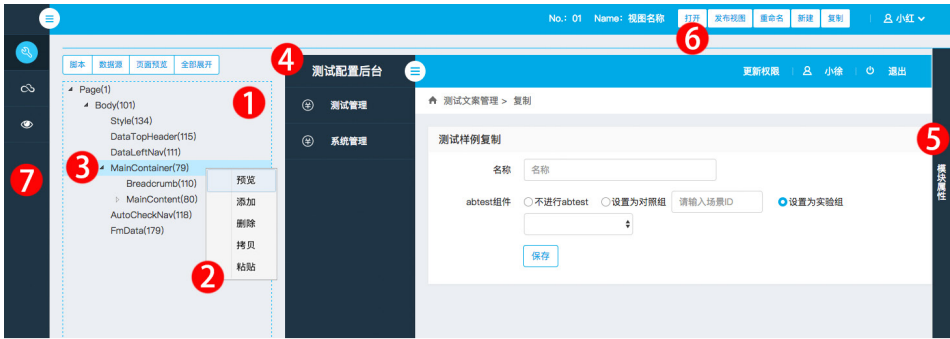 No.: 01 Name: 视图名称 打开 发布视图 重命名 新建 复制 小红
6
脚本 数据源 页面预览 全部展开
4
测试配置后台
更新权限 小徐 退出
Page(1)
1
Body(101)
Style(134)
DataTopHeader(115)
DataLeftNav(111)
3
MainContainer(79)
Breadcrumb(110)
MainContent(80)
AutoCheckNav(118)
FmData(179)
7
预览
添加
删除
拷贝
粘贴
2
测试管理
系统管理
测试文案管理 > 复制
测试样例复制
5
模块属性
名称 名称
abtest组件 不进行abtest 设置为对照组 请输入场景ID 设置为实验组
保存